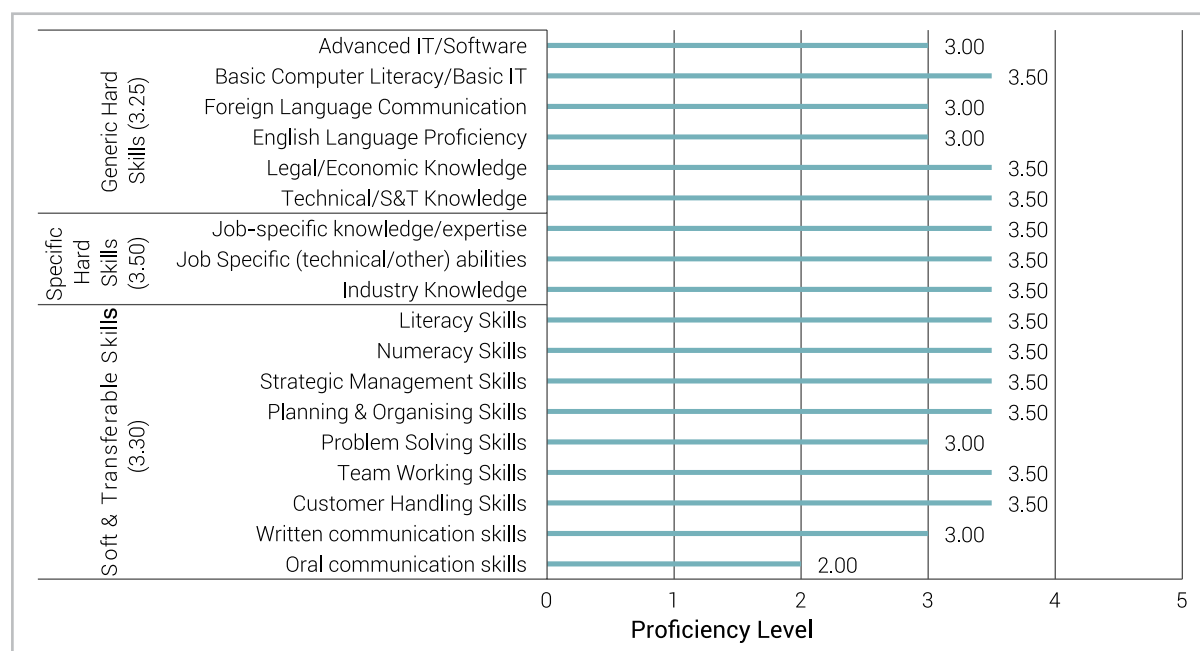 Generic Hard
Skills (3.25)
Advanced IT/Software 3.00
Basic Computer Literacy/Basic IT 3.50
Foreign Language Communication 3.00
English Language Proficiency 3.00
Legal/Economic Knowledge 3.50
Technical/S&T Knowledge 3.50
Specific
Hard
Skills
(3.50)
Job-specific knowledge/expertise 3.50
Job Specific (technical/other) abilities 3.50
Industry Knowledge 3.50
Soft & Transferable Skills
(3.30)
Literacy Skills 3.50
Numeracy Skills 3.50
Strategic Management Skills 3.50
Planning & Organising Skills 3.50
Problem Solving Skills 3.00
Team Working Skills 3.50
Customer Handling Skills 3.50
Written communication skills 3.00
Oral communication skills 2.00
0 1 2 3 4 5
Proficiency Level